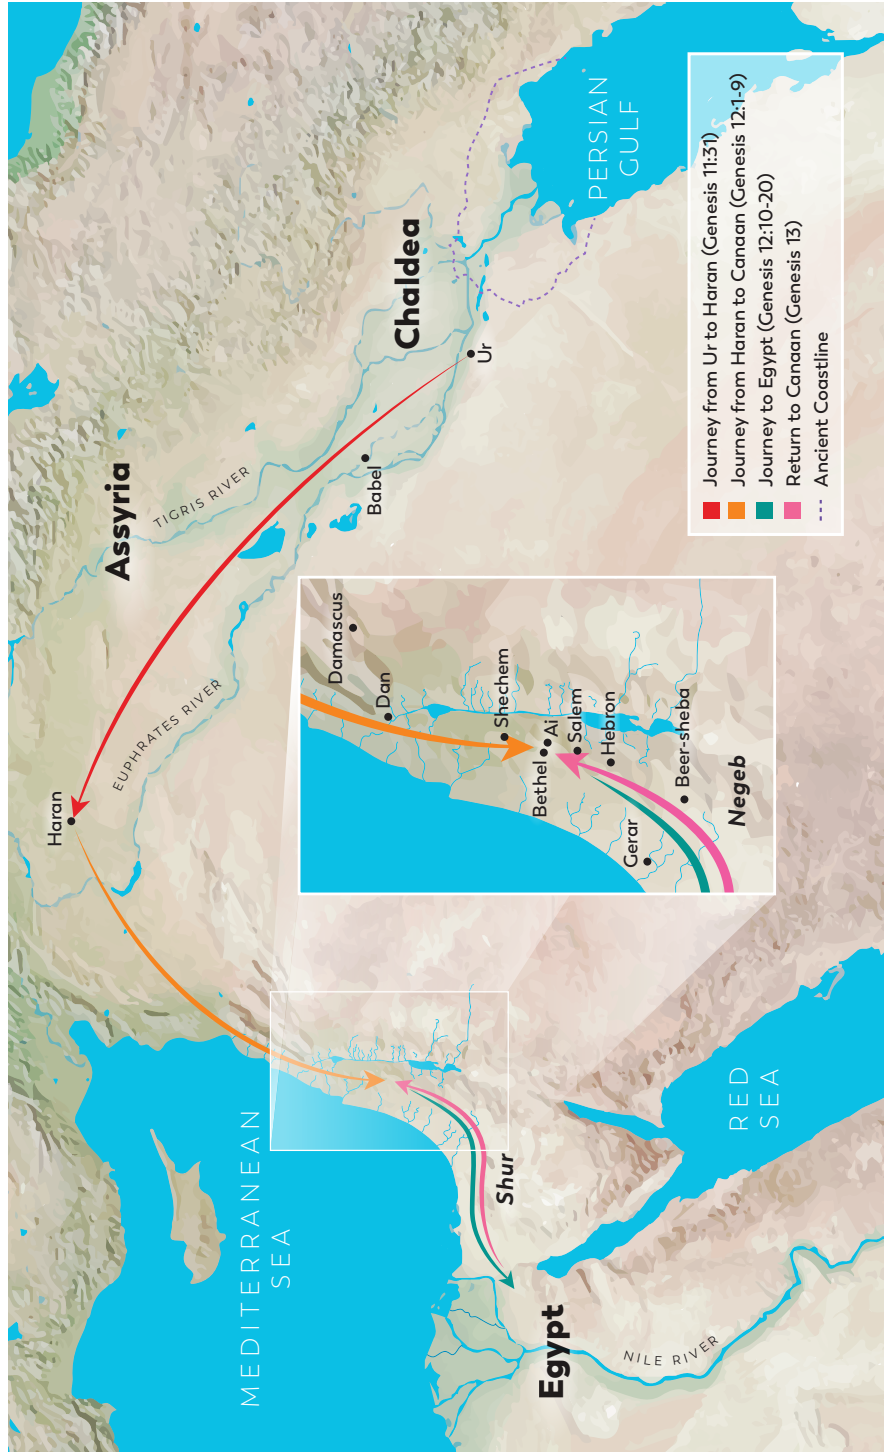 Haran
Assyria
TIGRIS RIVER
EUPHRATES RIVER
Chaldea
Babel
Ur
PERSIAN
GULF
MEDITERRANEAN
SEA
Shur
Egypt
NILE RIVER
RED
SEA
Damascus
Dan
Shechem
Bethel
Ai
Salem
Hebron
Gerar
Beer-sheba
Negeb
Journey from Ur to Haran (Genesis 11:31)
Journey from Haran to Canaan (Genesis 12:1-9)
Journey to Egypt (Genesis 12:10-20)
Return to Canaan (Genesis 13)
Ancient Coastline